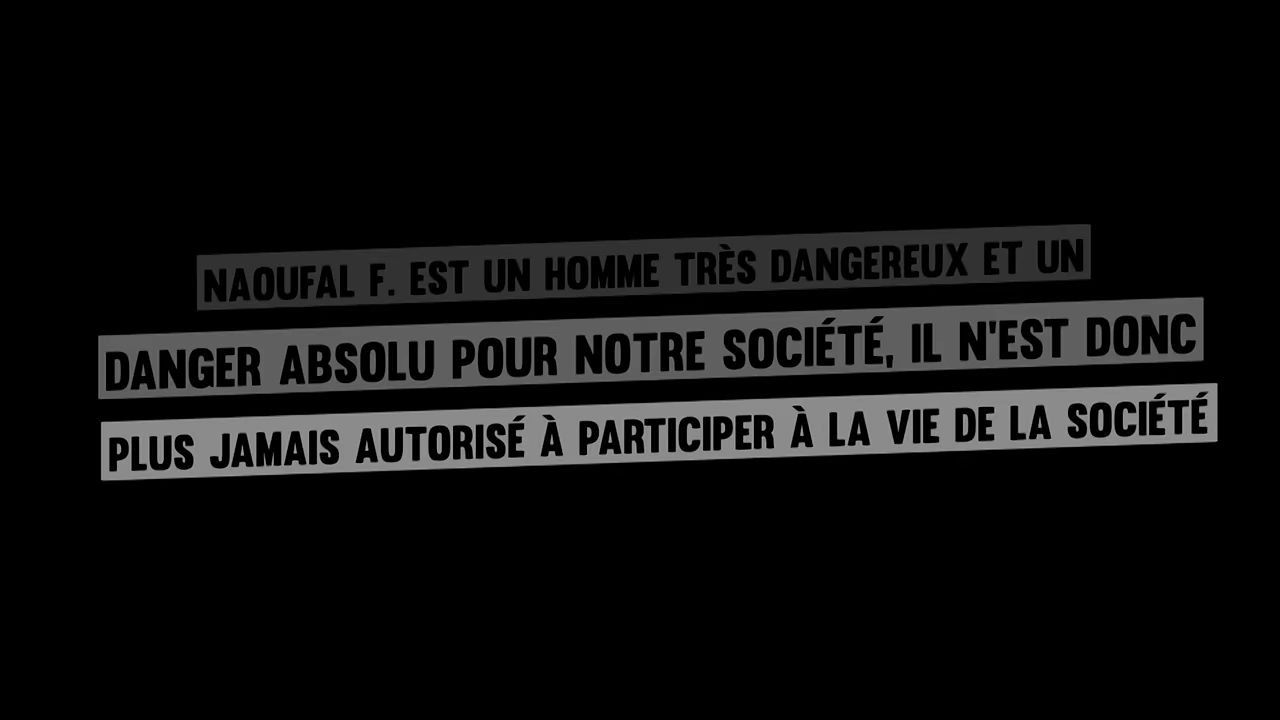 NAOUFAL F. EST UN HOMME TRÈS DANGEREUX ET UN
DANGER ABSOLU POUR NOTRE SOCIÉTÉ, IL N'EST DONC
PLUS JAMAIS AUTORISÉ À PARTICIPER À LA VIE DE LA SOCIÉTÉ